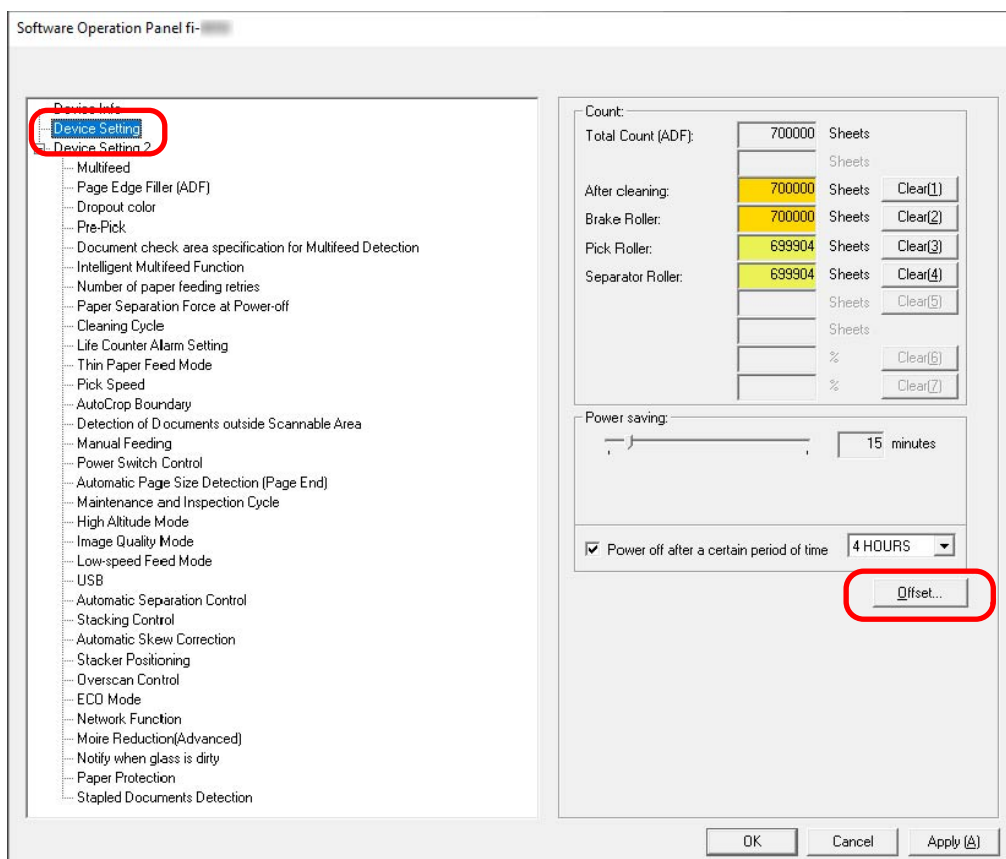 Software Operation Panel fi-
Device Info
Device Setting
Device Setting 2
Multifeed
Page Edge Filler (ADF)
Dropout color
Pre-Pick
Document check area specification for Multifeed Detection
Intelligent Multifeed Function
Number of paper feeding retries
Paper Separation Force at Power-off
Cleaning Cycle
Life Counter Alarm Setting
Thin Paper Feed Mode
Pick Speed
AutoCrop Boundary
Detection of Documents outside Scannable Area
Manual Feeding
Power Switch Control
Automatic Page Size Detection (Page End)
Maintenance and Inspection Cycle
High Altitude Mode
Image Quality Mode
Low-speed Feed Mode
USB
Automatic Separation Control
Stacking Control
Automatic Skew Correction
Stacker Positioning
Overscan Control
ECO Mode
Network Function
Moire Reduction(Advanced)
Notify when glass is dirty
Paper Protection
Stapled Documents Detection
Count:
Total Count (ADF): 700000 Sheets
Sheets
After cleaning: 700000 Sheets Clear(1)
Brake Roller: 700000 Sheets Clear(2)
Pick Roller: 699904 Sheets Clear(3)
Separator Roller: 699904 Sheets Clear(4)
Sheets Clear(5)
Sheets
% Clear(6)
% Clear(7)
Power saving:
15 minutes
Power off after a certain period of time 4 HOURS
Offset...
OK Cancel Apply (A)